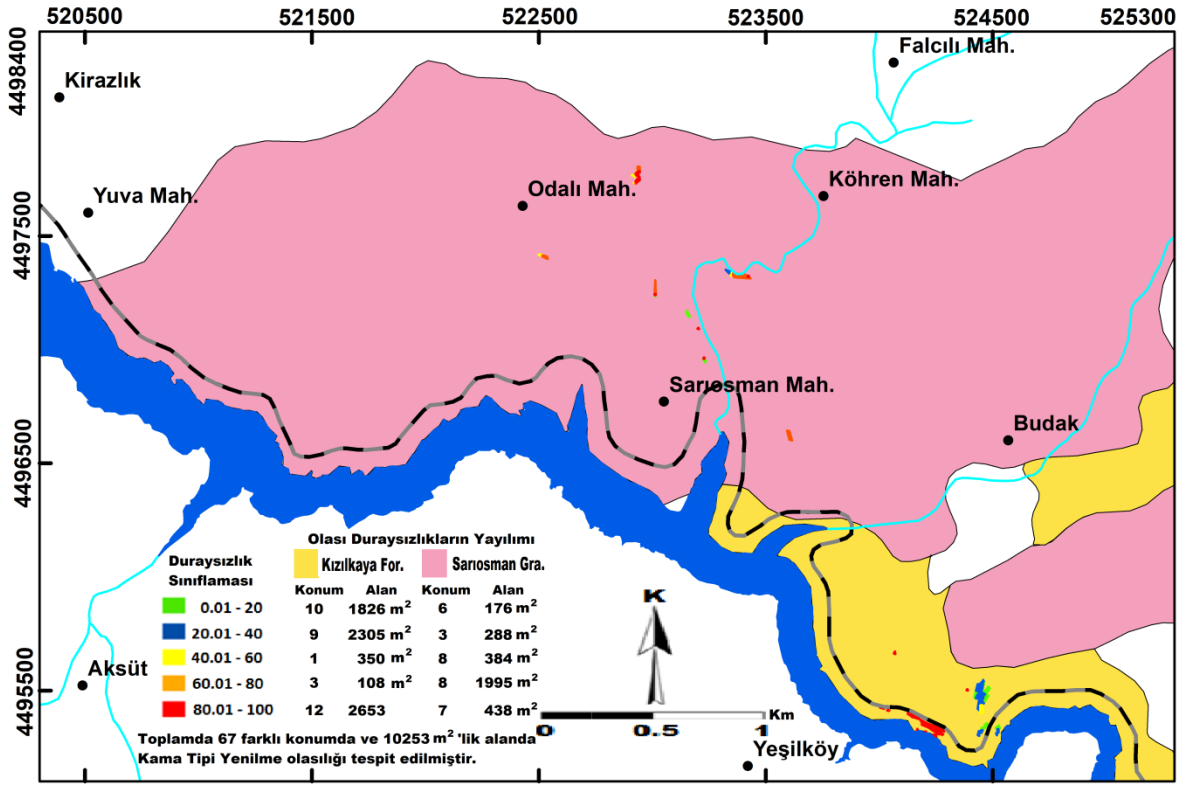 520500 521500 522500 523500 524500 525300
4498400
Falcılı Mah.
Kirazlık
Köhren Mah.
Odalı Mah.
Yuva Mah.
4497500
Sarıosman Mah.
Budak
4496500
Olası Duraysızlıkların Yayılımı
Duraysızlık Sınıflaması
Kızılkaya For. Sarıosman Gra.
Konum Alan Konum Alan
0.01 - 20 10 1826 m² 6 176 m²
20.01 - 40 9 2305 m² 3 288 m²
40.01 - 60 1 350 m² 8 384 m²
60.01 - 80 3 108 m² 8 1995 m²
80.01 - 100 12 2653 7 438 m²
Toplamda 67 farklı konumda ve 10253 m² 'lik alanda
Kama Tipi Yenilme olasılığı tespit edilmiştir.
K
Km
0 0.5 1
Aksüt
4495500
Yeşilköy